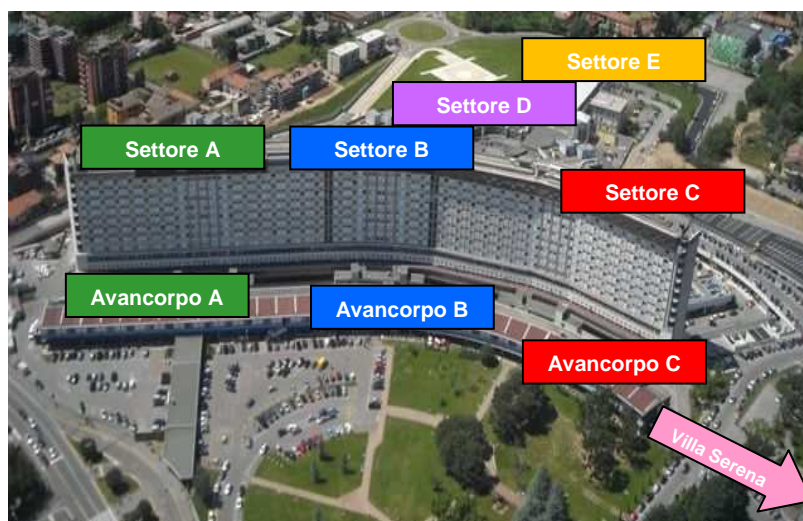 Settore E
Settore D
Settore A
Settore B
Settore C
Avancorpo A
Avancorpo B
Avancorpo C
Villa Serena